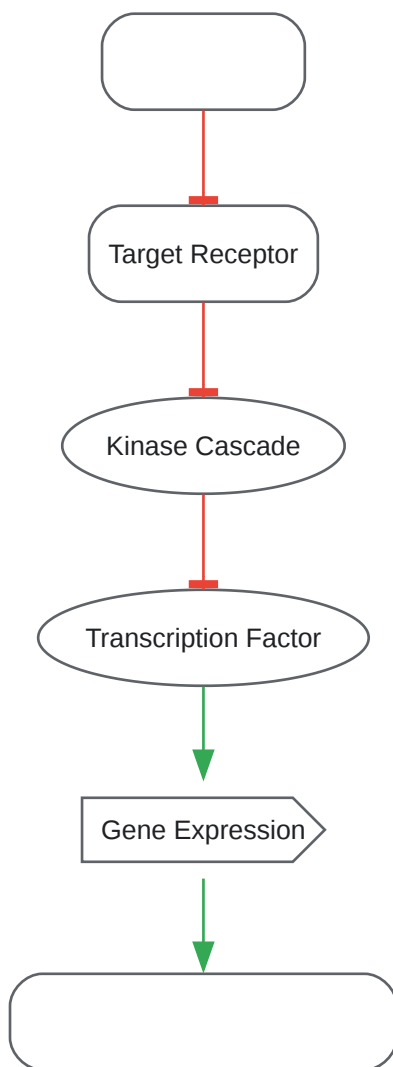 Target Receptor
Kinase Cascade
Transcription Factor
Gene Expression